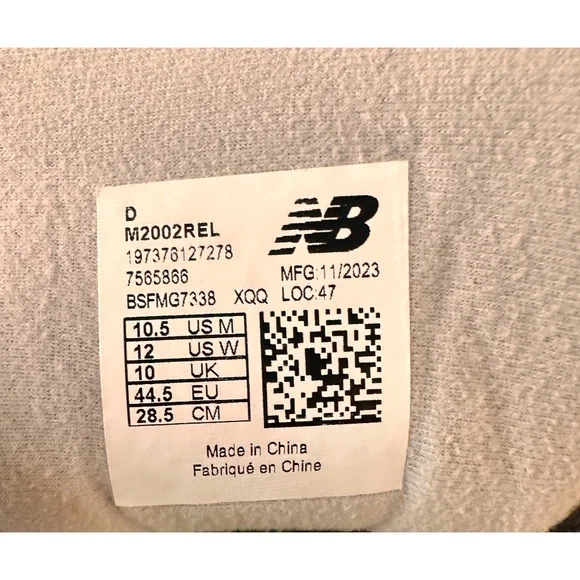 D
M2002REL
197376127278
7565866
BSFMG7338 XQQ
NB
MFG:11/2023
LOC:47
10.5 US M
12 US W
10 UK
44.5 EU
28.5 CM
Made in China
Fabriqué en Chine